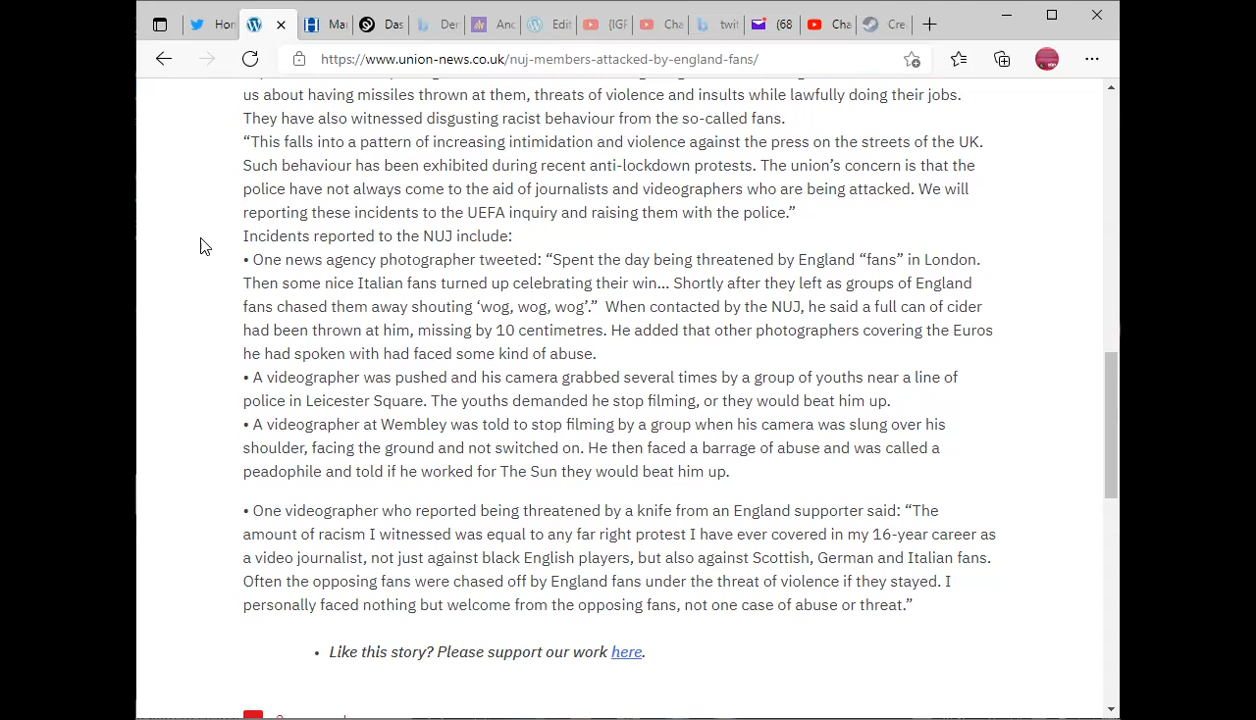 Hor
Ma
Das
Der
Anc
Edit
(IGF
Cha
twit
(68
Cha
Cre
https://www.union-news.co.uk/nuj-members-attacked-by-england-fans/
us about having missiles thrown at them, threats of violence and insults while lawfully doing their jobs.
They have also witnessed disgusting racist behaviour from the so-called fans.
“This falls into a pattern of increasing intimidation and violence against the press on the streets of the UK.
Such behaviour has been exhibited during recent anti-lockdown protests. The union’s concern is that the
police have not always come to the aid of journalists and videographers who are being attacked. We will
reporting these incidents to the UEFA inquiry and raising them with the police.”
Incidents reported to the NUJ include:
• One news agency photographer tweeted: “Spent the day being threatened by England “fans” in London.
Then some nice Italian fans turned up celebrating their win... Shortly after they left as groups of England
fans chased them away shouting ‘wog, wog, wog’.” When contacted by the NUJ, he said a full can of cider
had been thrown at him, missing by 10 centimetres. He added that other photographers covering the Euros
he had spoken with had faced some kind of abuse.
• A videographer was pushed and his camera grabbed several times by a group of youths near a line of
police in Leicester Square. The youths demanded he stop filming, or they would beat him up.
• A videographer at Wembley was told to stop filming by a group when his camera was slung over his
shoulder, facing the ground and not switched on. He then faced a barrage of abuse and was called a
peadophile and told if he worked for The Sun they would beat him up.
• One videographer who reported being threatened by a knife from an England supporter said: “The
amount of racism I witnessed was equal to any far right protest I have ever covered in my 16-year career as
a video journalist, not just against black English players, but also against Scottish, German and Italian fans.
Often the opposing fans were chased off by England fans under the threat of violence if they stayed. I
personally faced nothing but welcome from the opposing fans, not one case of abuse or threat.”
• Like this story? Please support our work here.